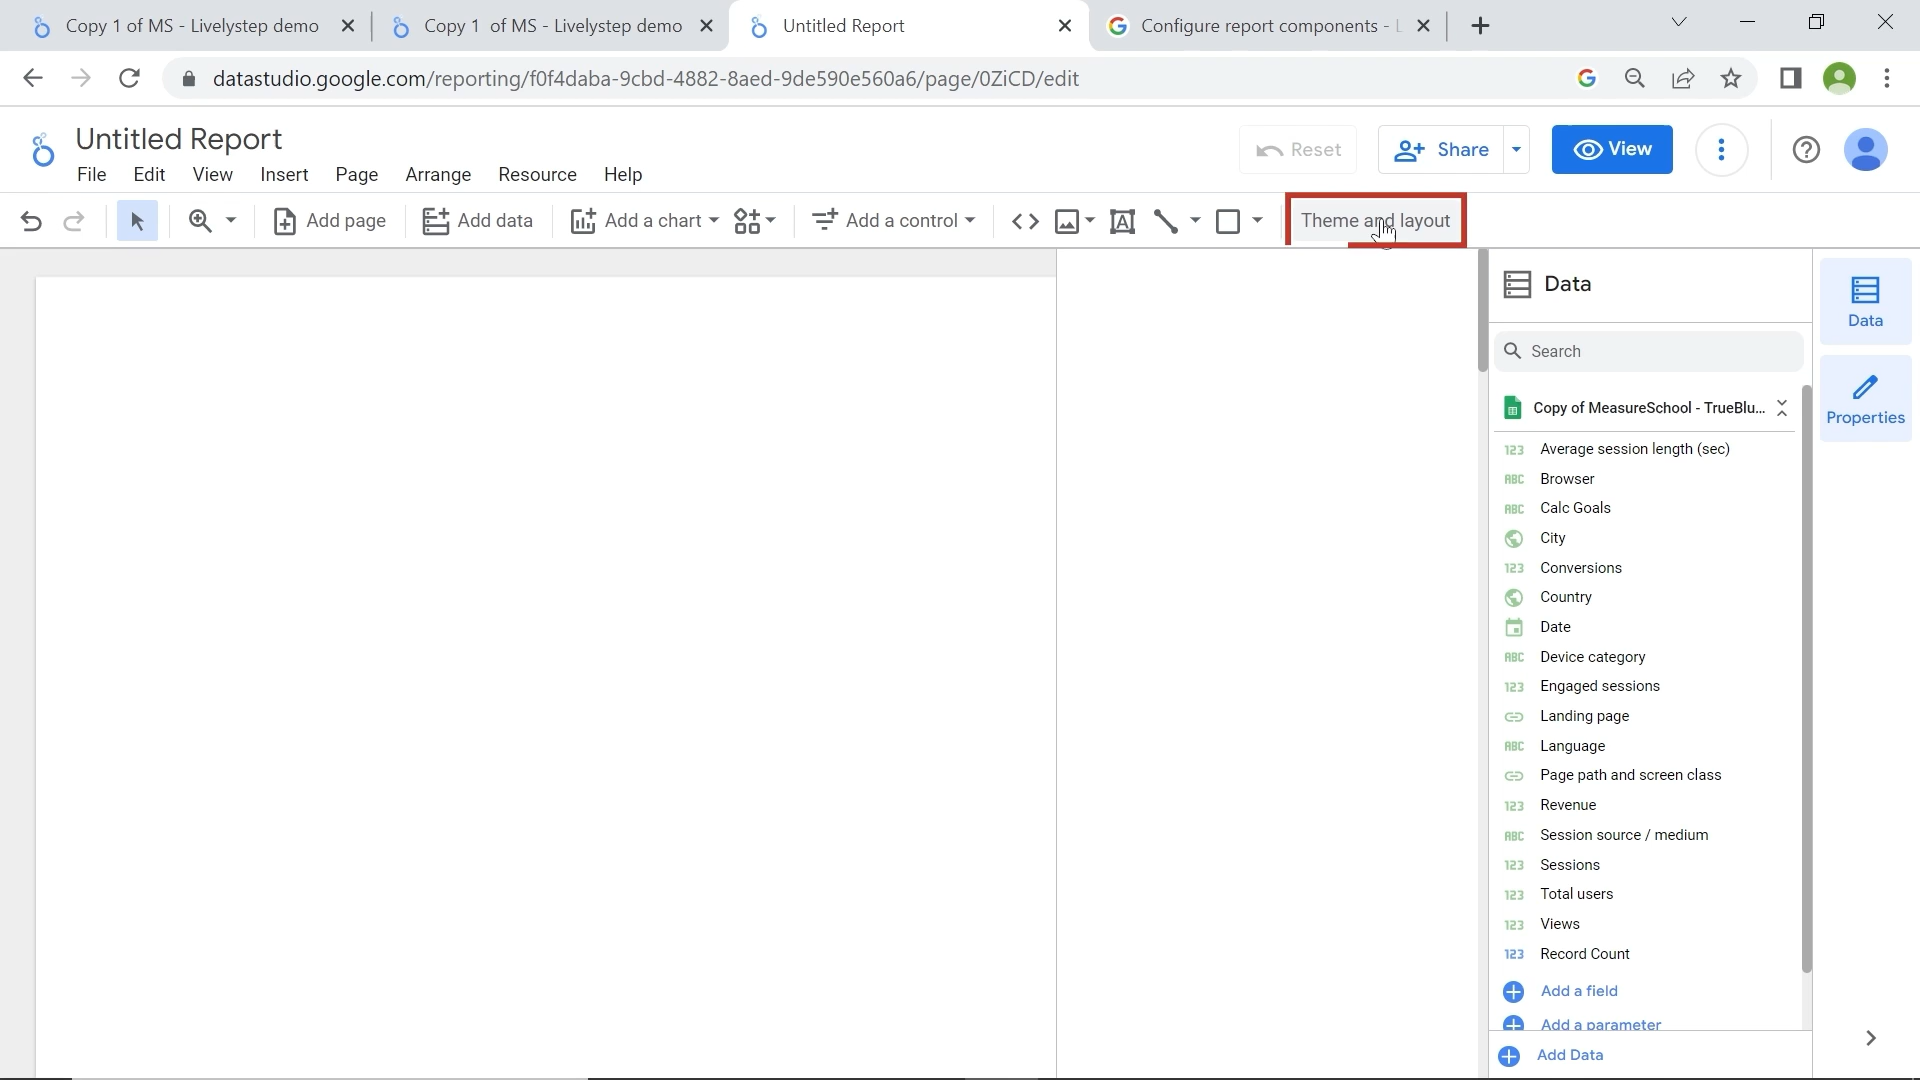 Copy 1 of MS - Livelystep demo
Copy 1 of MS - Livelystep demo
Untitled Report
Configure report components - L
datastudio.google.com/reporting/f0f4daba-9cbd-4882-8aed-9de590e560a6/page/0ZiCD/edit
Untitled Report
File Edit View Insert Page Arrange Resource Help
Reset
Share
View
Add page
Add data
Add a chart
Add a control
Theme and layout
Data
Search
Copy of MeasureSchool - TrueBlu...
123 Average session length (sec)
ABC Browser
ABC Calc Goals
City
123 Conversions
Country
Date
ABC Device category
123 Engaged sessions
Landing page
ABC Language
Page path and screen class
123 Revenue
ABC Session source / medium
123 Sessions
123 Total users
123 Views
123 Record Count
Add a field
Add a parameter
Add Data
Data
Properties